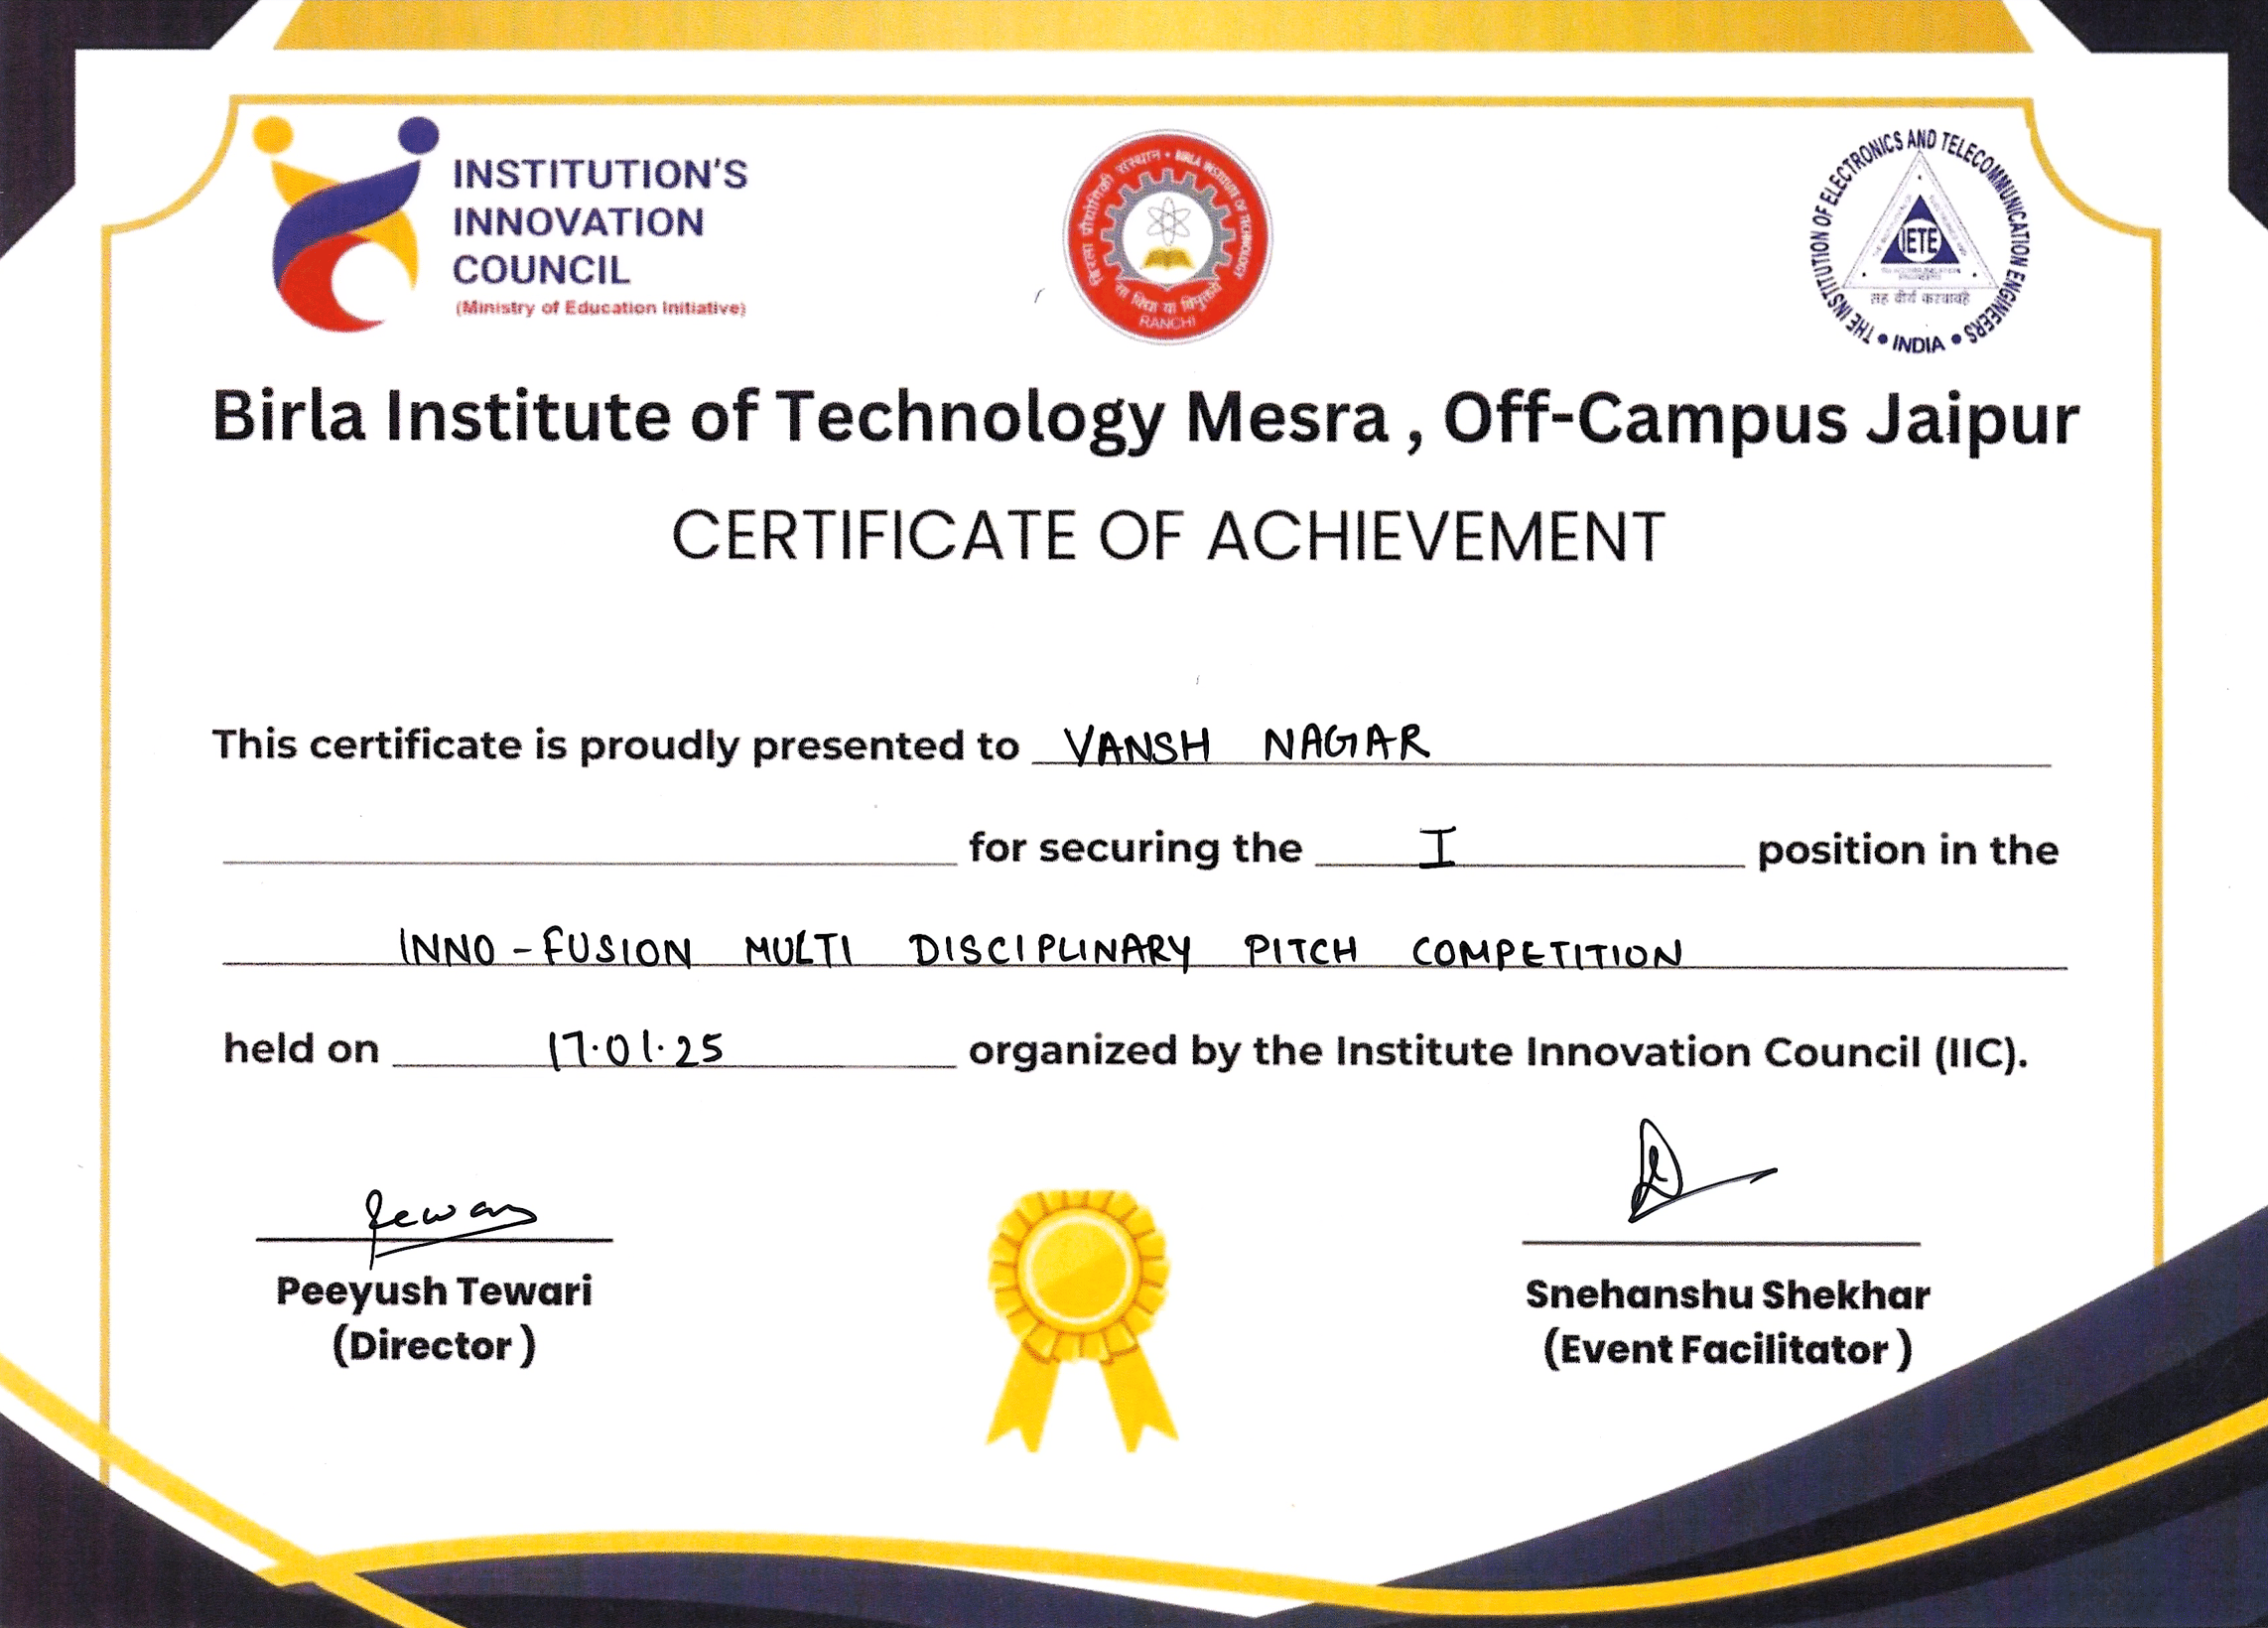 INSTITUTION'S
INNOVATION
COUNCIL
(Ministry of Education Initiative)
बिरला प्रौद्योगिकी संस्थान • BIRLA INSTITUTE OF TECHNOLOGY
सा विद्या या विमुक्तये
RANCHI
THE INSTITUTION OF ELECTRONICS AND TELECOMMUNICATION ENGINEERS • INDIA •
IETE
Birla Institute of Technology Mesra , Off-Campus Jaipur
CERTIFICATE OF ACHIEVEMENT
This certificate is proudly presented to VANSH NAGAR
for securing the I position in the
INNO - FUSION MULTI DISCIPLINARY PITCH COMPETITION
held on 17.01.25 organized by the Institute Innovation Council (IIC).
Tewari
Peeyush Tewari
(Director )
Snehanshu Shekhar
(Event Facilitator )